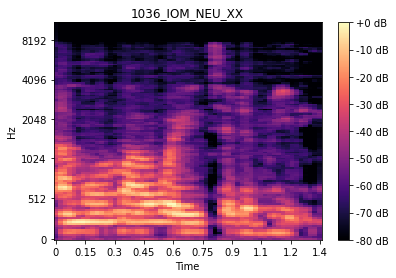 1036_IOM_NEU_XX
+0 dB
8192
-10 dB
4096
-20 dB
-30 dB
2048
Hz
-40 dB
1024
-50 dB
512
-60 dB
-70 dB
0
-80 dB
0 0.15 0.3 0.45 0.6 0.75 0.9 1.1 1.2 1.4
Time